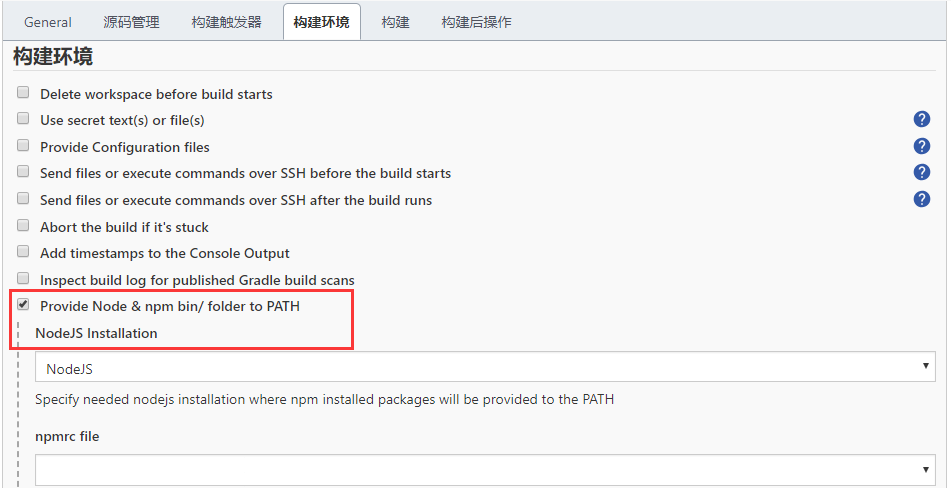 General 源码管理 构建触发器 构建环境 构建 构建后操作
构建环境
Delete workspace before build starts
Use secret text(s) or file(s)
Provide Configuration files
Send files or execute commands over SSH before the build starts
Send files or execute commands over SSH after the build runs
Abort the build if it's stuck
Add timestamps to the Console Output
Inspect build log for published Gradle build scans
Provide Node & npm bin/ folder to PATH
NodeJS Installation
NodeJS
Specify needed nodejs installation where npm installed packages will be provided to the PATH
npmrc file